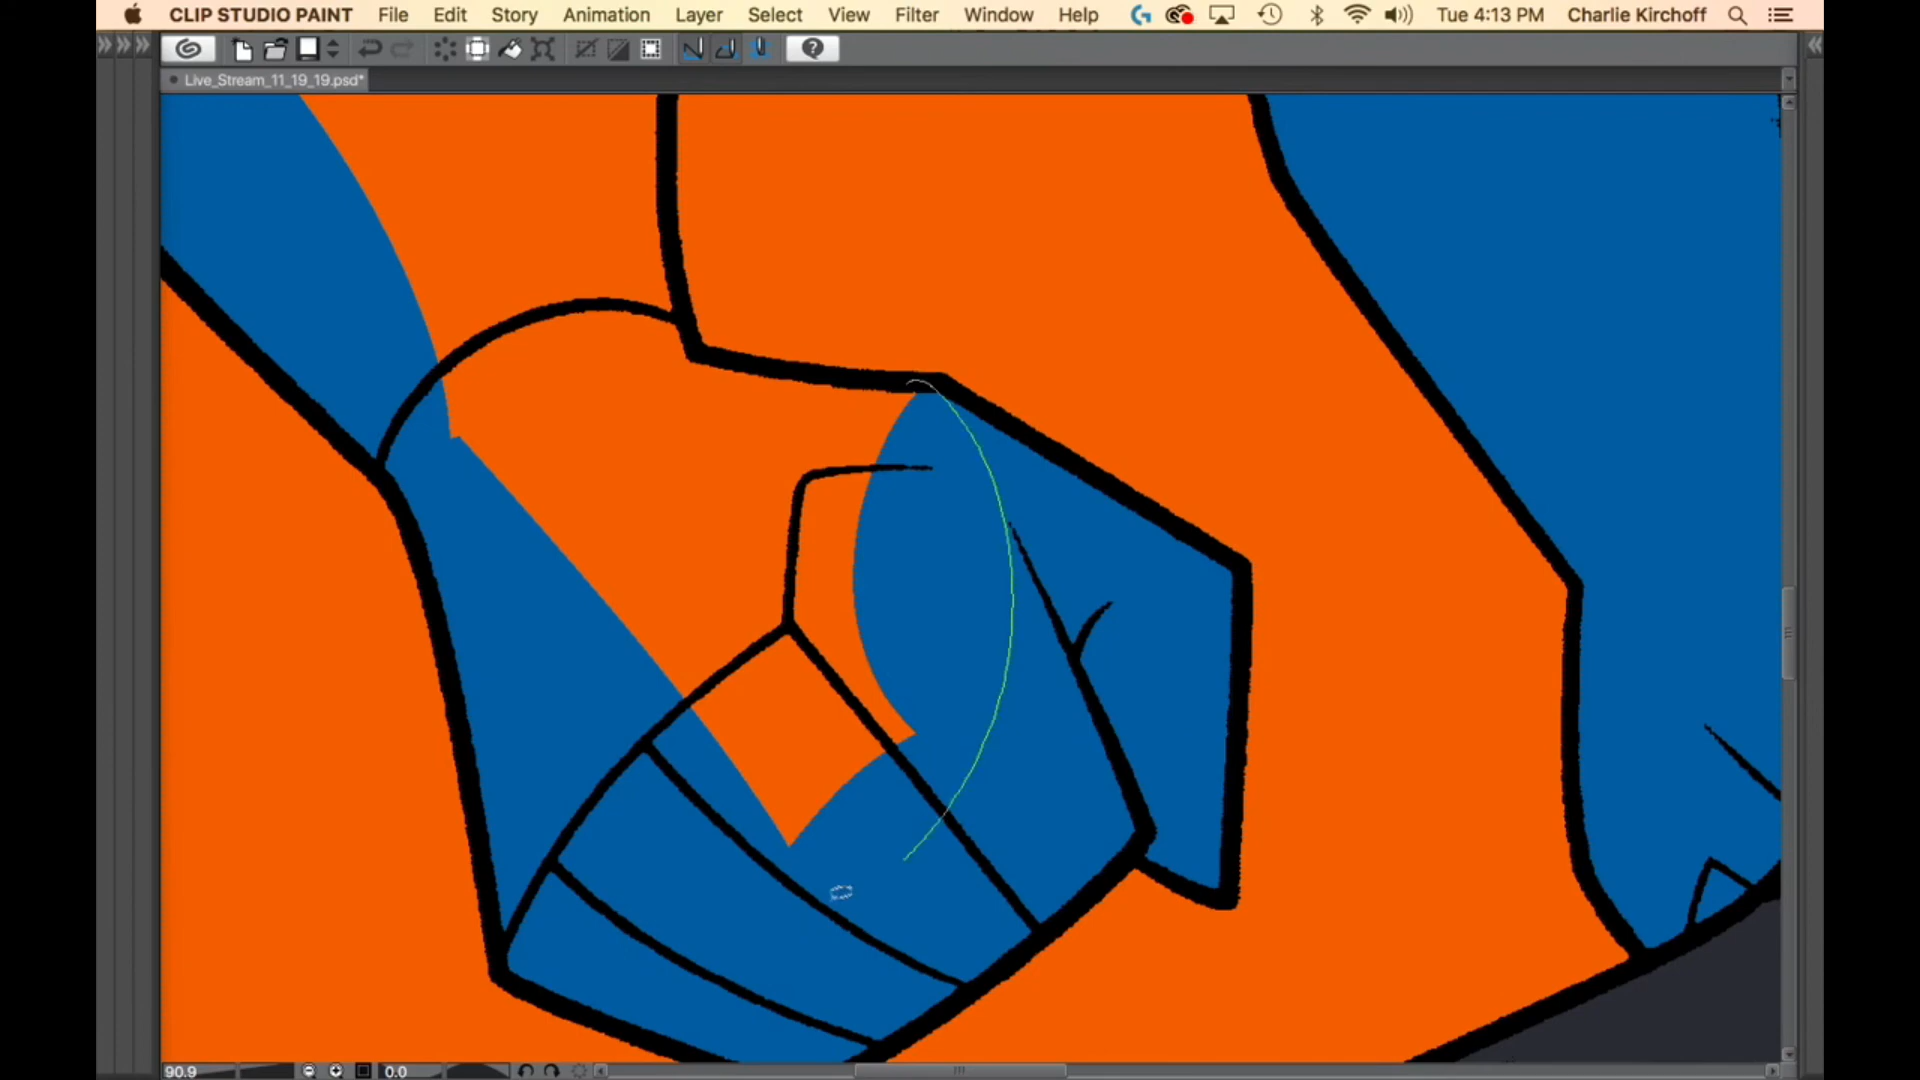 CLIP STUDIO PAINT File Edit Story Animation Layer Select View Filter Window Help Tue 4:13 PM Charlie Kirchoff
Live_Stream_11_19_19.psd*
90.9 0.0